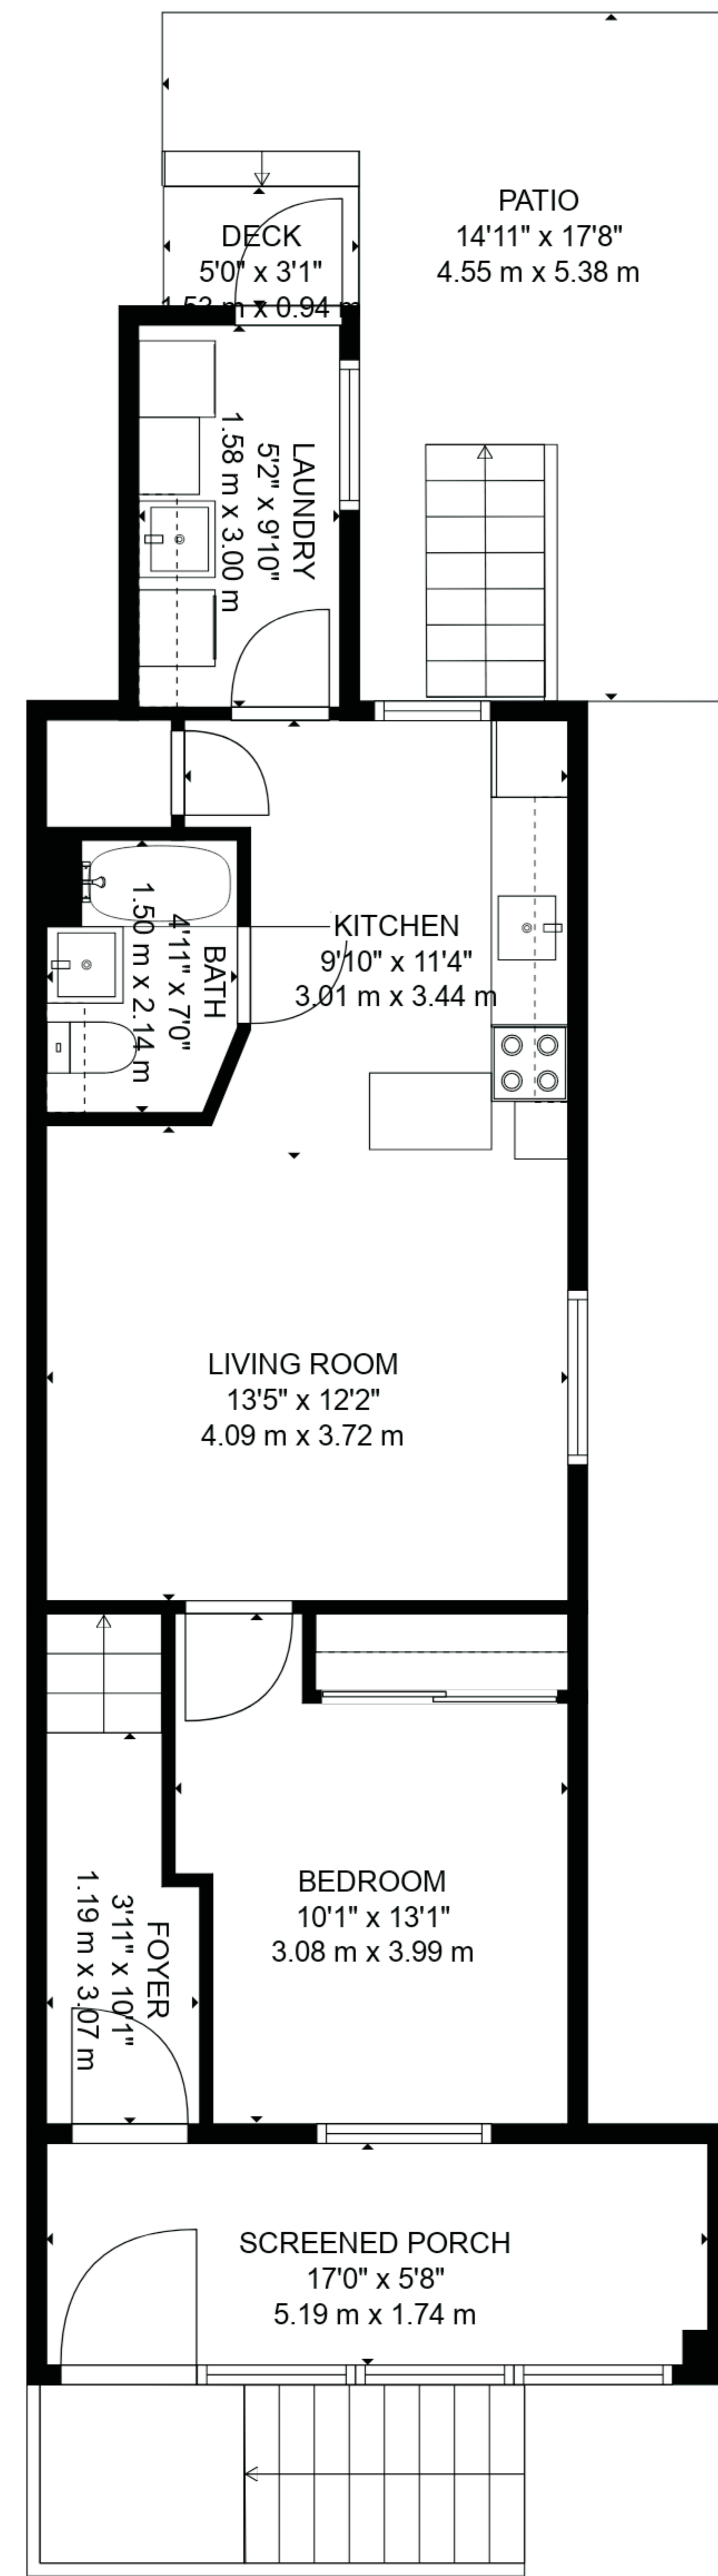 PATIO
14'11" x 17'8"
4.55 m x 5.38 m
DECK
5'0" x 3'1"
1.52 m x 0.94 m
LAUNDRY
5'2" x 9'10"
1.58 m x 3.00 m
KITCHEN
9'10" x 11'4"
3.01 m x 3.44 m
BATH
4'11" x 7'0"
1.50 m x 2.14 m
LIVING ROOM
13'5" x 12'2"
4.09 m x 3.72 m
BEDROOM
10'1" x 13'1"
3.08 m x 3.99 m
FOYER
3'11" x 10'1"
1.19 m x 3.07 m
SCREENED PORCH
17'0" x 5'8"
5.19 m x 1.74 m